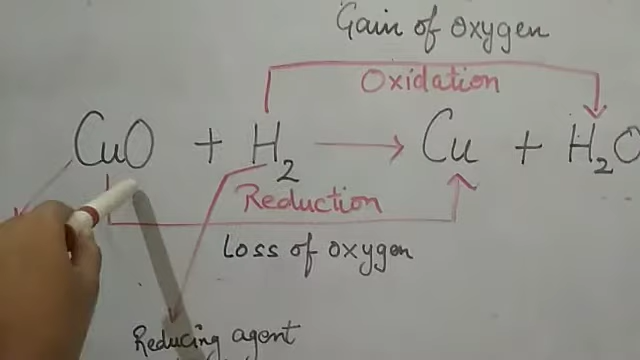 Gain of oxygen
Oxidation
CuO + H₂ → Cu + H₂O
Reduction
Loss of oxygen
Reducing agent